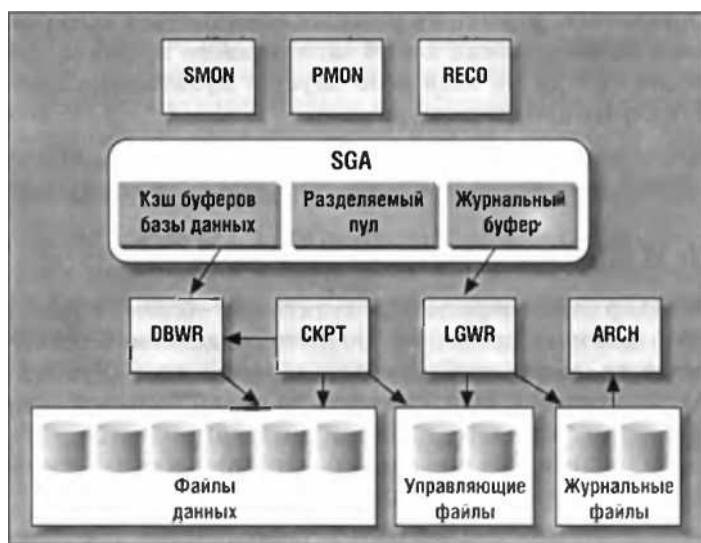 SMON
PMON
RECO
SGA
Кэш буферов
базы данных
Разделяемый
пул
Журнальный
буфер
DBWR
CKPT
LGWR
ARCH
Файлы
данных
Управляющие
файлы
Журнальные
файлы